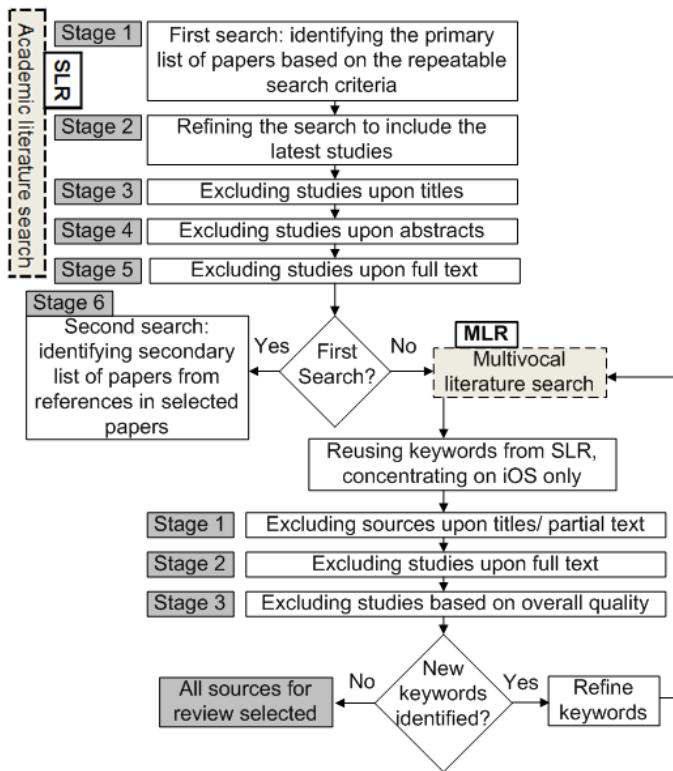 Academic literature search
SLR
Stage 1
First search: identifying the primary
list of papers based on the repeatable
search criteria
Stage 2
Refining the search to include the
latest studies
Stage 3
Excluding studies upon titles
Stage 4
Excluding studies upon abstracts
Stage 5
Excluding studies upon full text
Stage 6
Second search:
identifying secondary
list of papers from
references in selected
papers
Yes
First
Search?
No
MLR
Multivocal
literature search
Reusing keywords from SLR,
concentrating on iOS only
Stage 1
Excluding sources upon titles/ partial text
Stage 2
Excluding studies upon full text
Stage 3
Excluding studies based on overall quality
All sources for
review selected
No
New
keywords
identified?
Yes
Refine
keywords